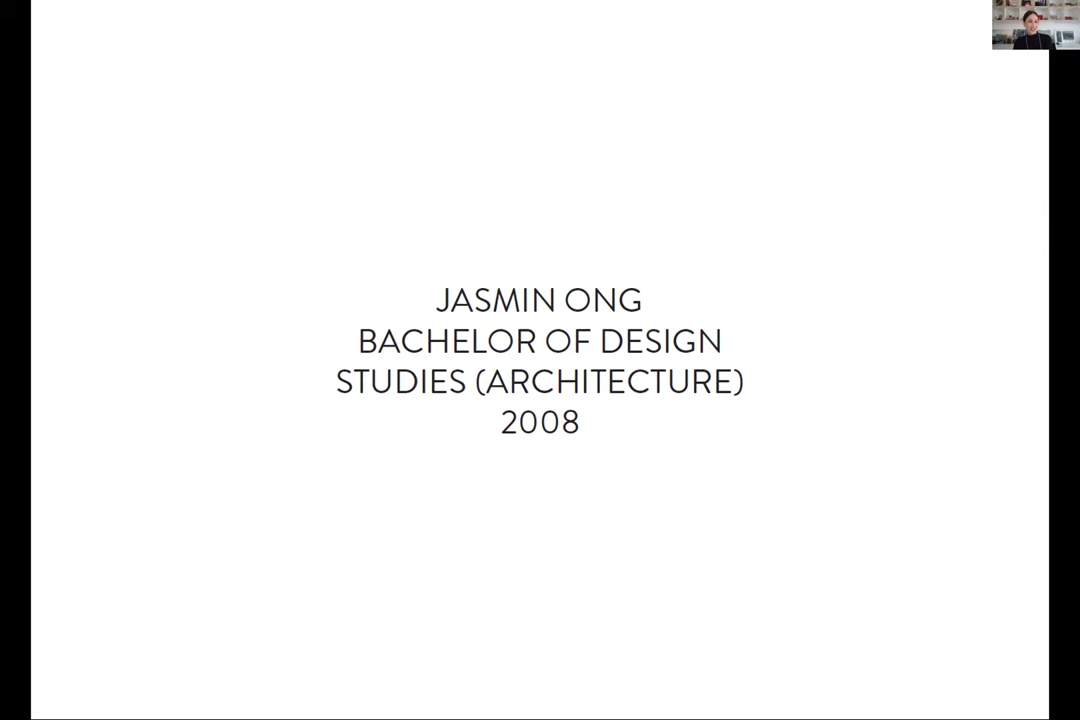 JASMIN ONG
BACHELOR OF DESIGN
STUDIES (ARCHITECTURE)
2008